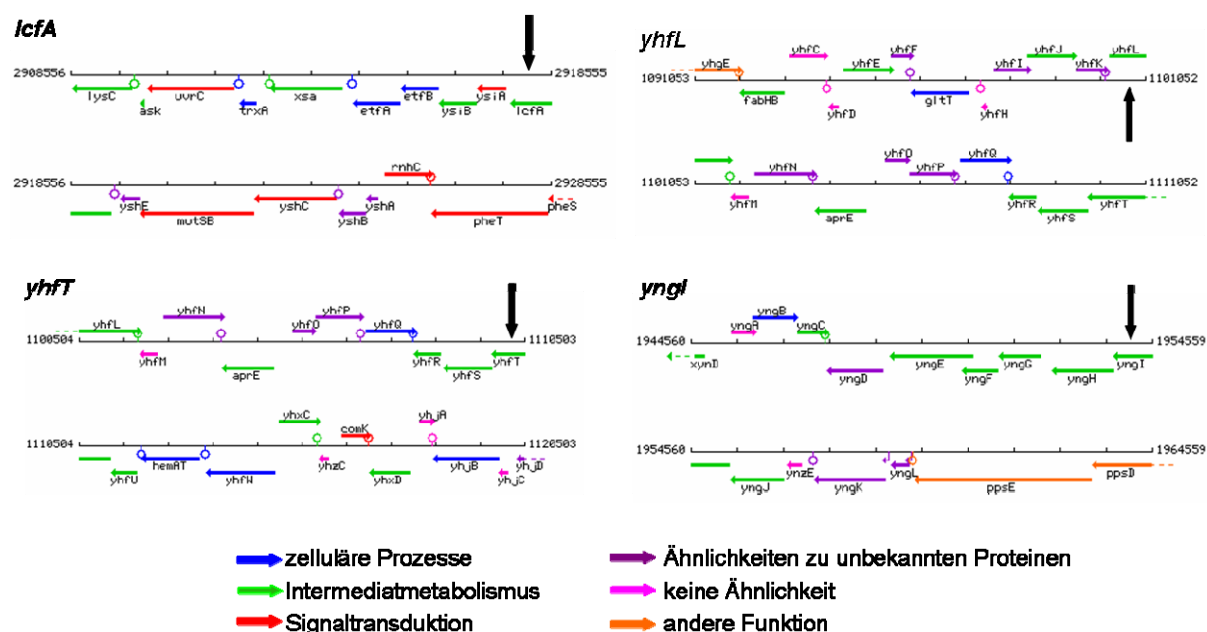 lcfA
2908556 2918555
lysC ask uvrC trxA xsa etfA etfB ysiB ysiA lcfA
rnhC
2918556 2928555
yshE mutSB yshC yshB yshA pheT pheS
yhfL
yhgE yhfC yhfE yhfF yhfI yhfJ yhfK yhfL
1091053 1101052
fabHB yhfD gltT yhfH
yhfN yhfO yhfP yhfQ
1101053 1111052
yhfM aprE yhfR yhfS yhfT
yhfT
yhfL yhfN yhfO yhfP yhfQ
1100504 1110503
yhfM aprE yhfR yhfS yhfT
yhxC comK yhjA
1110504 1120503
yhfU hemAT yhfW yhzC yhxD yhjB yhjC yhjD
yngI
yngA yngB yngC
1944560 1954559
xynD yngD yngE yngF yngG yngH yngI
1954560 1964559
yngJ ynzE yngK yngL ppsE ppsD
zelluläre Prozesse
Intermediatmetabolismus
Signaltransduktion
Ähnlichkeiten zu unbekannten Proteinen
keine Ähnlichkeit
andere Funktion